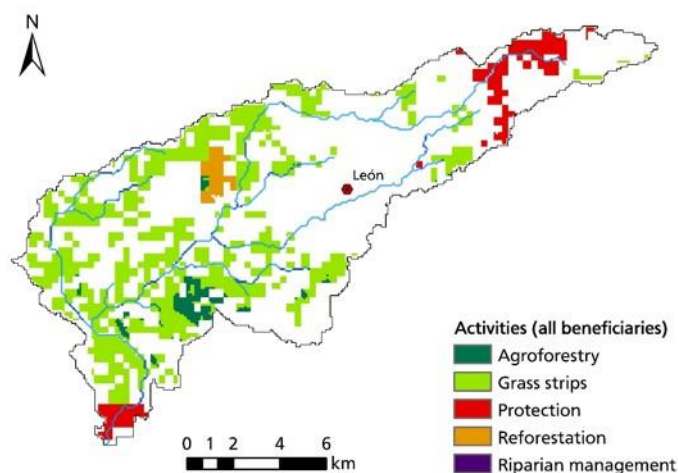 N
León
Activities (all beneficiaries)
Agroforestry
Grass strips
Protection
Reforestation
Riparian management
0 1 2 4 6
km